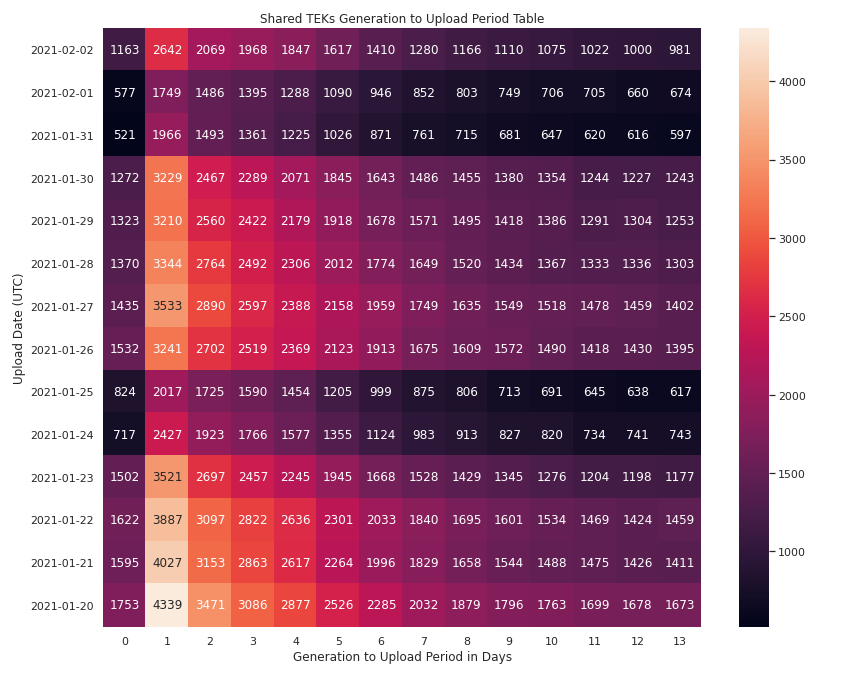 Shared TEKs Generation to Upload Period Table
Upload Date (UTC)
2021-02-02 1163 2642 2069 1968 1847 1617 1410 1280 1166 1110 1075 1022 1000 981
2021-02-01 577 1749 1486 1395 1288 1090 946 852 803 749 706 705 660 674
2021-01-31 521 1966 1493 1361 1225 1026 871 761 715 681 647 620 616 597
2021-01-30 1272 3229 2467 2289 2071 1845 1643 1486 1455 1380 1354 1244 1227 1243
2021-01-29 1323 3210 2560 2422 2179 1918 1678 1571 1495 1418 1386 1291 1304 1253
2021-01-28 1370 3344 2764 2492 2306 2012 1774 1649 1520 1434 1367 1333 1336 1303
2021-01-27 1435 3533 2890 2597 2388 2158 1959 1749 1635 1549 1518 1478 1459 1402
2021-01-26 1532 3241 2702 2519 2369 2123 1913 1675 1609 1572 1490 1418 1430 1395
2021-01-25 824 2017 1725 1590 1454 1205 999 875 806 713 691 645 638 617
2021-01-24 717 2427 1923 1766 1577 1355 1124 983 913 827 820 734 741 743
2021-01-23 1502 3521 2697 2457 2245 1945 1668 1528 1429 1345 1276 1204 1198 1177
2021-01-22 1622 3887 3097 2822 2636 2301 2033 1840 1695 1601 1534 1469 1424 1459
2021-01-21 1595 4027 3153 2863 2617 2264 1996 1829 1658 1544 1488 1475 1426 1411
2021-01-20 1753 4339 3471 3086 2877 2526 2285 2032 1879 1796 1763 1699 1678 1673
0 1 2 3 4 5 6 7 8 9 10 11 12 13
Generation to Upload Period in Days
4000
3500
3000
2500
2000
1500
1000